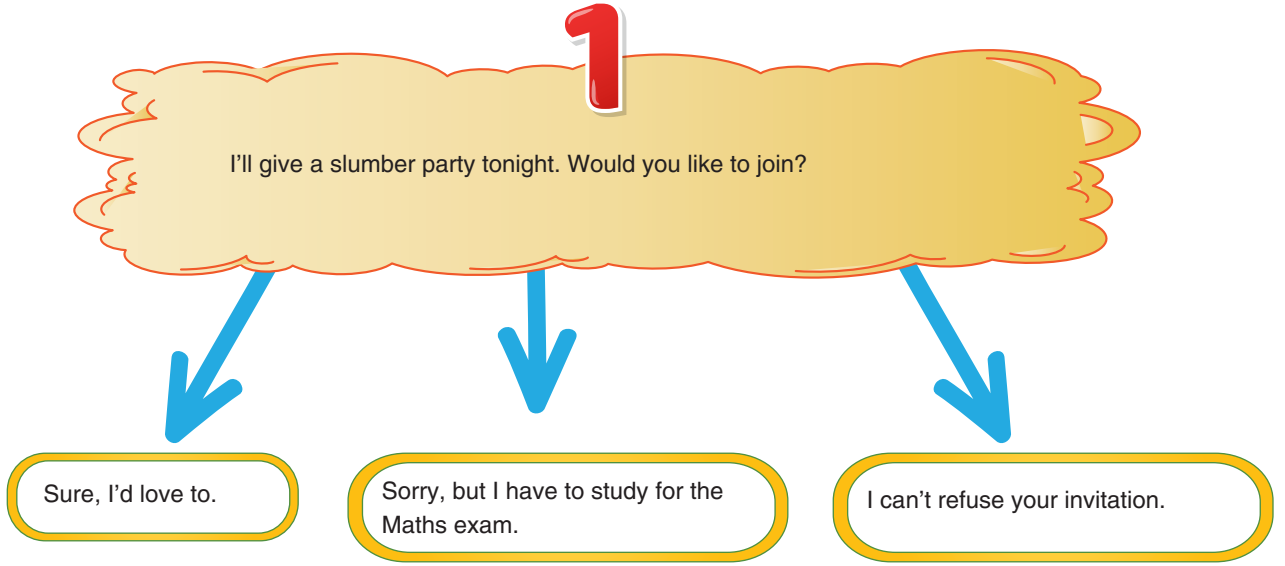 1
I'll give a slumber party tonight. Would you like to join?
Sure, I'd love to.
Sorry, but I have to study for the
Maths exam.
I can't refuse your invitation.